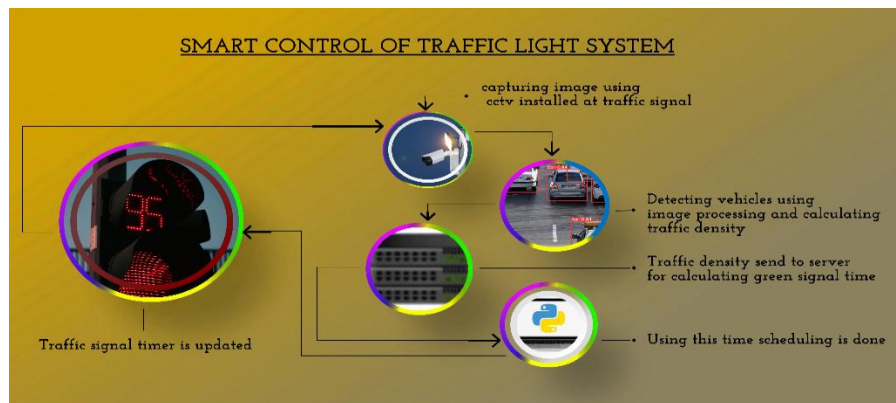 SMART CONTROL OF TRAFFIC LIGHT SYSTEM
capturing image using
cctv installed at traffic signal
Detecting vehicles using
image processing and calculating
traffic density
Traffic density send to server
for calculating green signal time
Using this time scheduling is done
95
Traffic signal timer is updated